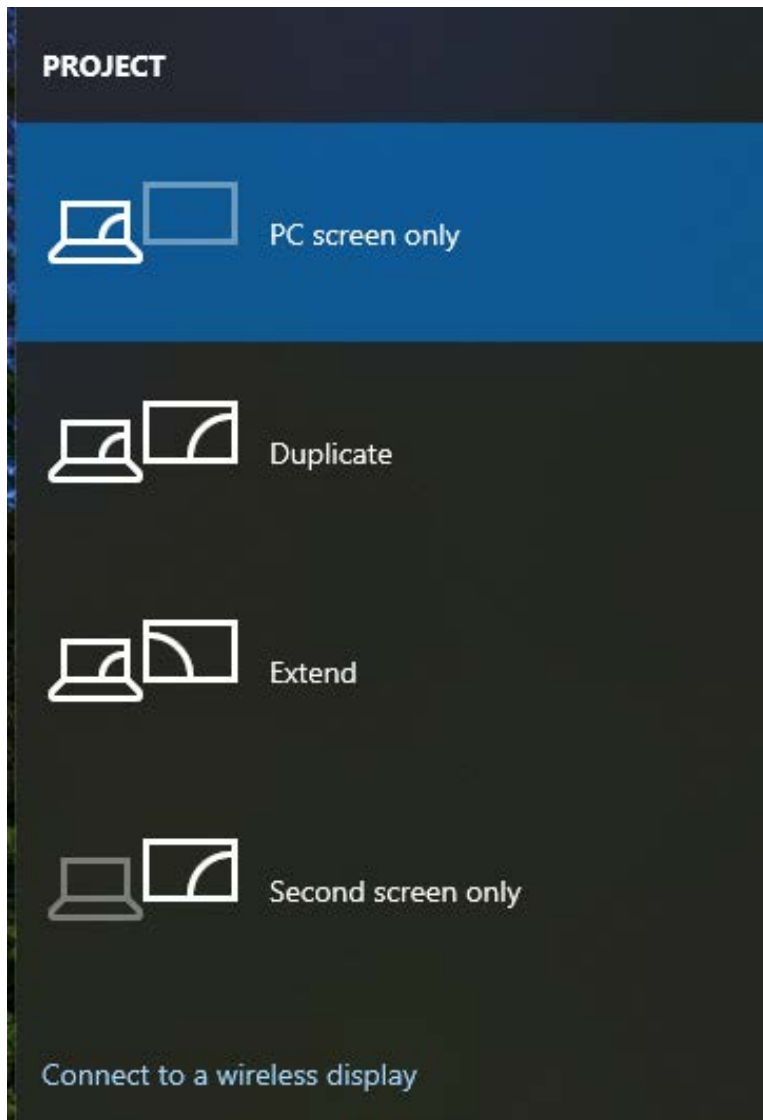 PROJECT
PC screen only
Duplicate
Extend
Second screen only
Connect to a wireless display